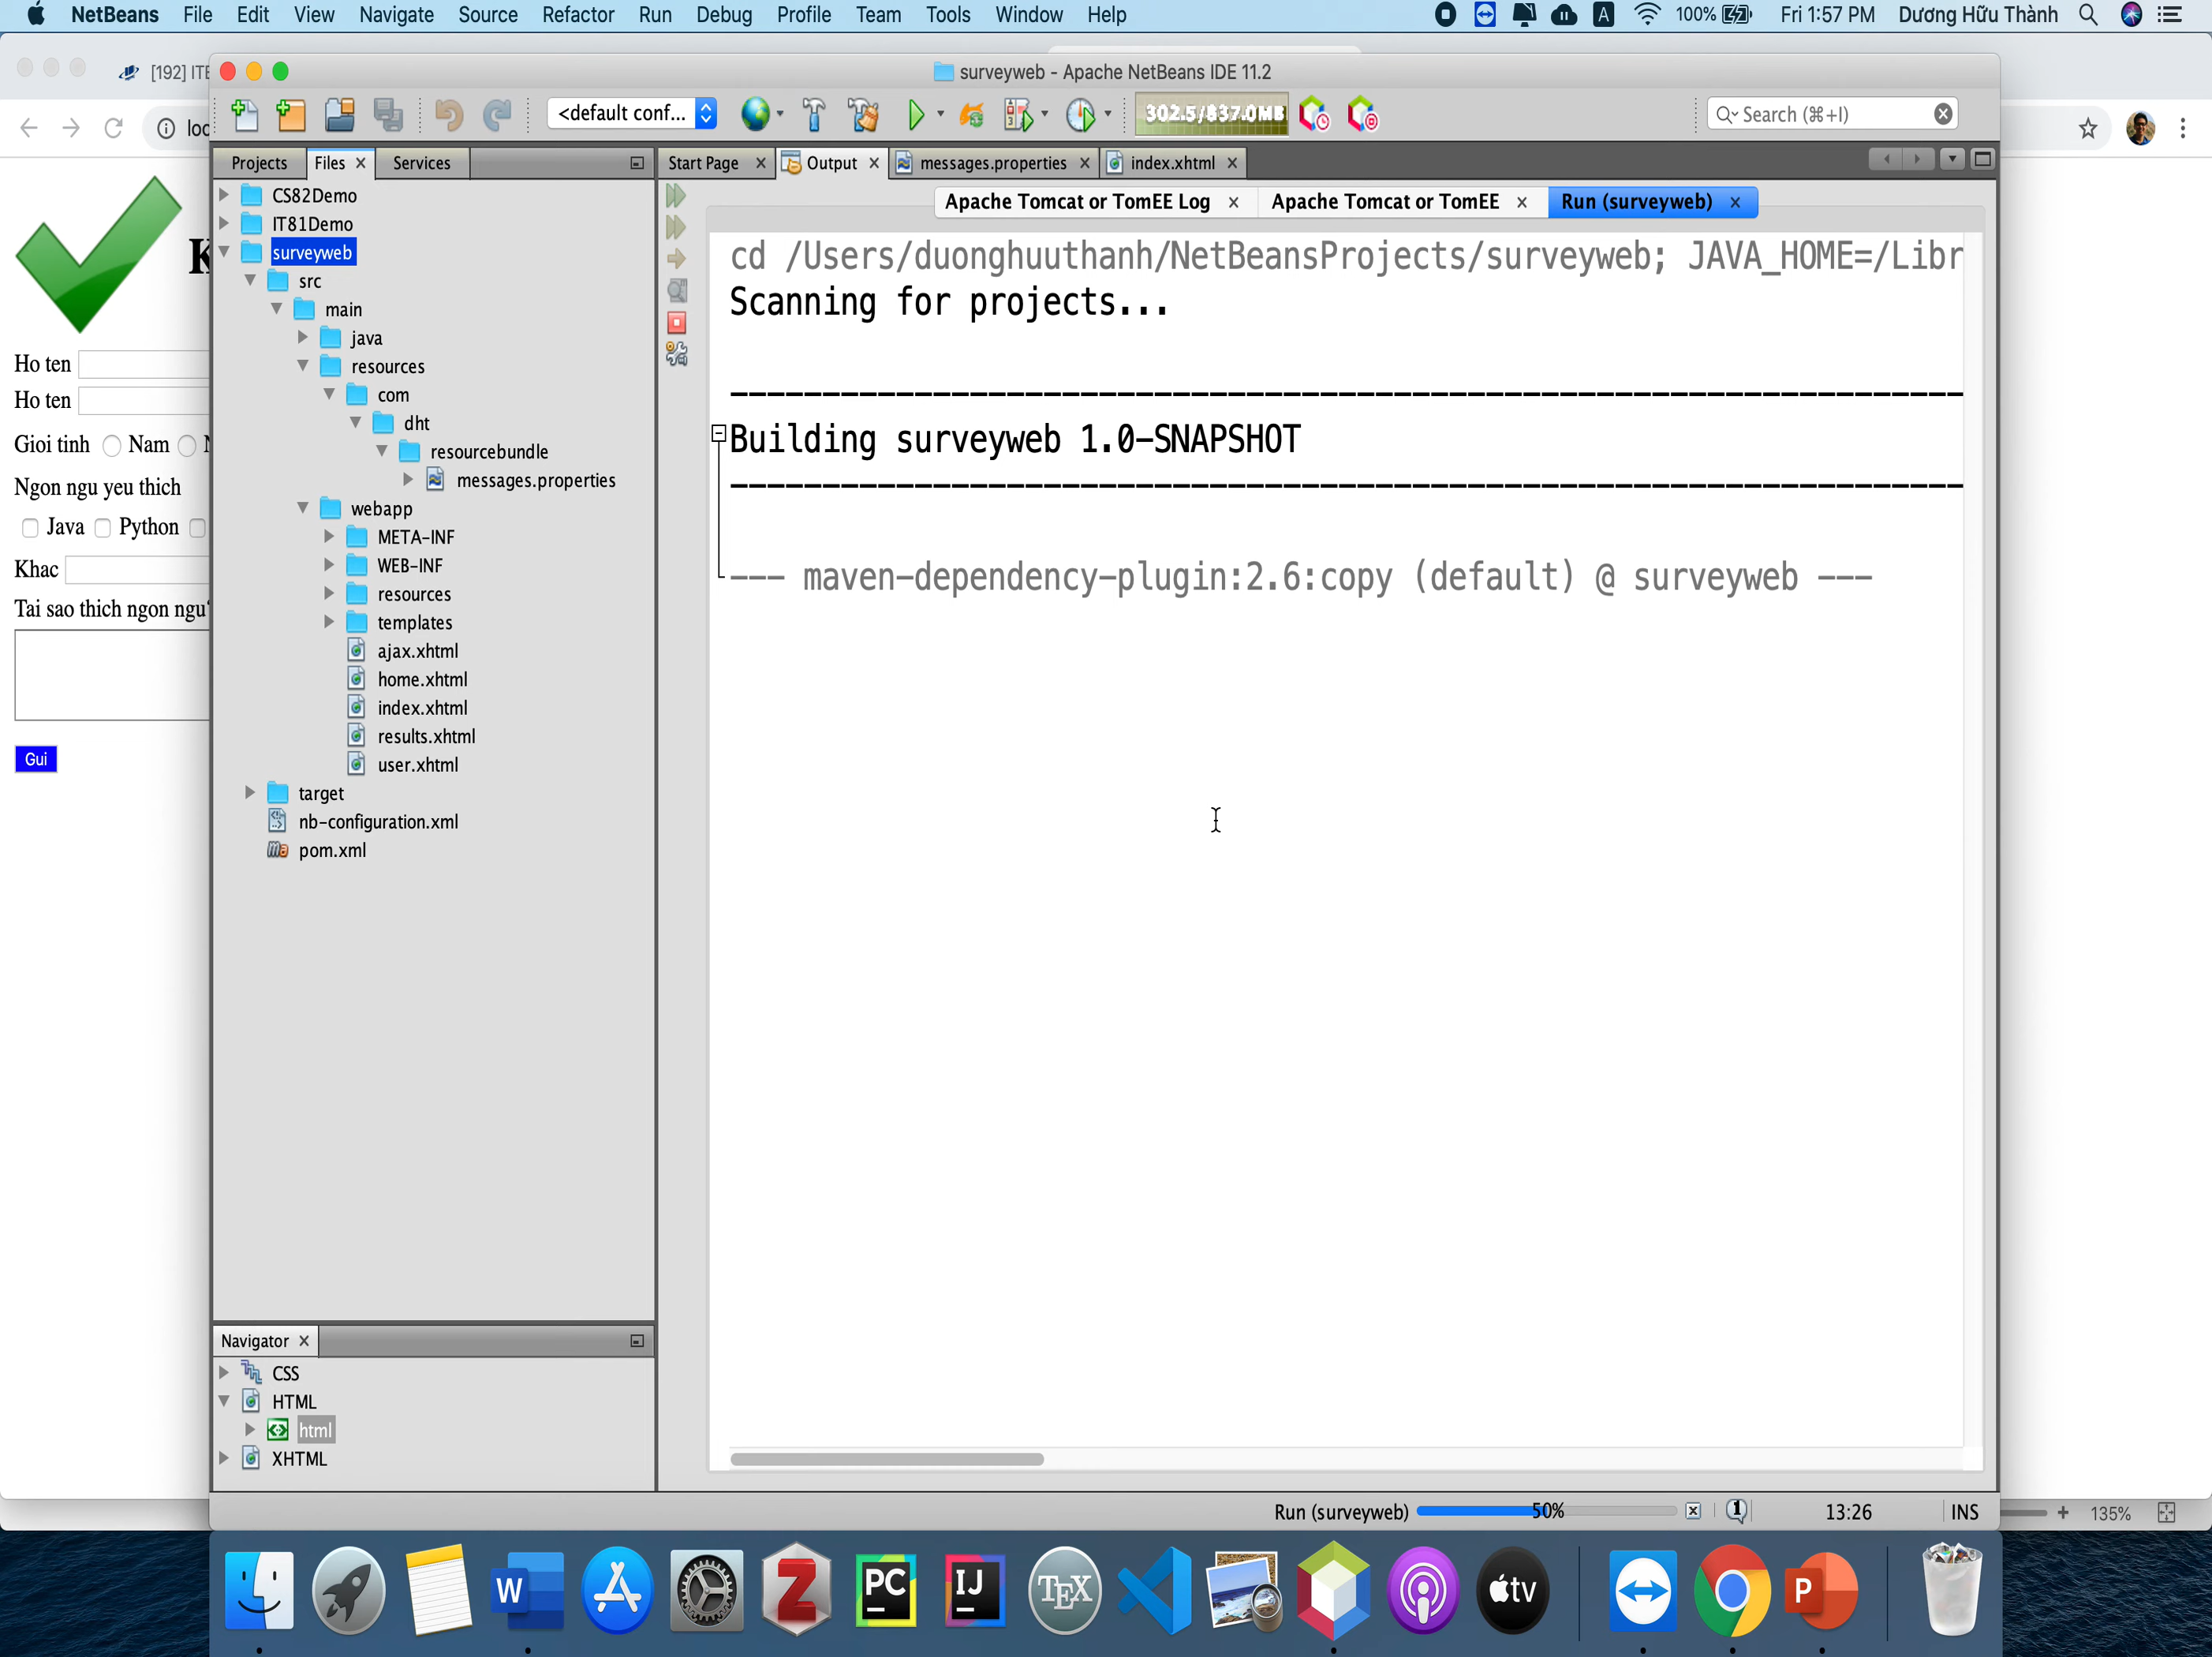 NetBeans File Edit View Navigate Source Refactor Run Debug Profile Team Tools Window Help
A 100% Fri 1:57 PM Dương Hữu Thành
[192] ITE
surveyweb - Apache NetBeans IDE 11.2
loc
<default conf...
302.5/837.0MB
Search (⌘+I)
Projects Files Services
Start Page Output messages.properties index.xhtml
Apache Tomcat or TomEE Log Apache Tomcat or TomEE Run (surveyweb)
CS82Demo
IT81Demo
surveyweb
src
main
java
resources
com
dht
resourcebundle
messages.properties
webapp
META-INF
WEB-INF
resources
templates
ajax.xhtml
home.xhtml
index.xhtml
results.xhtml
user.xhtml
target
nb-configuration.xml
pom.xml
cd /Users/duonghuuthanh/NetBeansProjects/surveyweb; JAVA_HOME=/Libr
Scanning for projects...
Building surveyweb 1.0-SNAPSHOT
--- maven-dependency-plugin:2.6:copy (default) @ surveyweb ---
K
Ho ten
Ho ten
Gioi tinh Nam
Ngon ngu yeu thich
Java Python
Khac
Tai sao thich ngon ngu
Gui
Navigator
CSS
HTML
html
XHTML
Run (surveyweb) 50% 1 13:26 INS
135%
W Z PC IJ TEX tv P